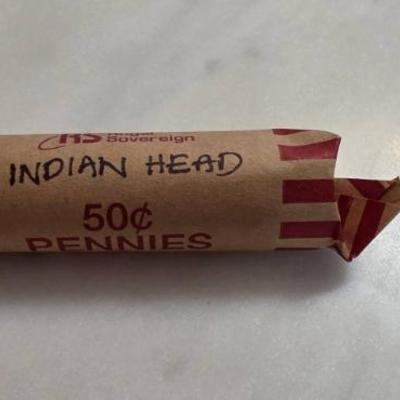 RS Royal
Sovereign
INDIAN HEAD
50¢
PENNIES